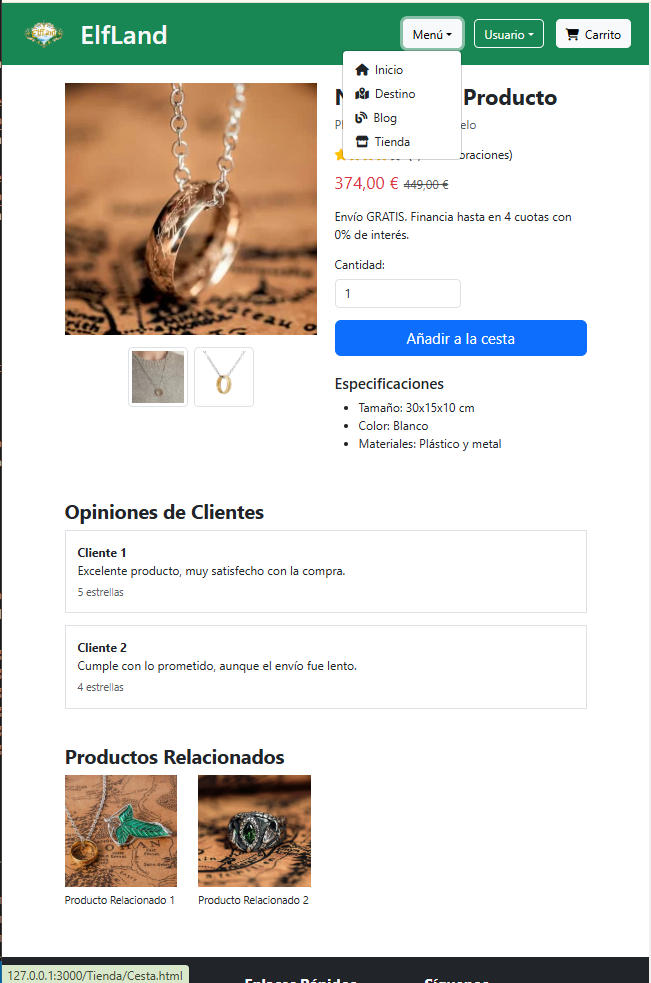 ElfLand
ElfLand
Menú
Usuario
Carrito
Inicio
Destino
Blog
Tienda
N
Producto
elo
oraciones)
374,00 € 449,00 €
Envío GRATIS. Financia hasta en 4 cuotas con
0% de interés.
Cantidad:
1
Añadir a la cesta
Especificaciones
Tamaño: 30x15x10 cm
Color: Blanco
Materiales: Plástico y metal
Opiniones de Clientes
Cliente 1
Excelente producto, muy satisfecho con la compra.
5 estrellas
Cliente 2
Cumple con lo prometido, aunque el envío fue lento.
4 estrellas
Productos Relacionados
Producto Relacionado 1
Producto Relacionado 2
127.0.0.1:3000/Tienda/Cesta.html
Enlaces Rápidos
Síguenos